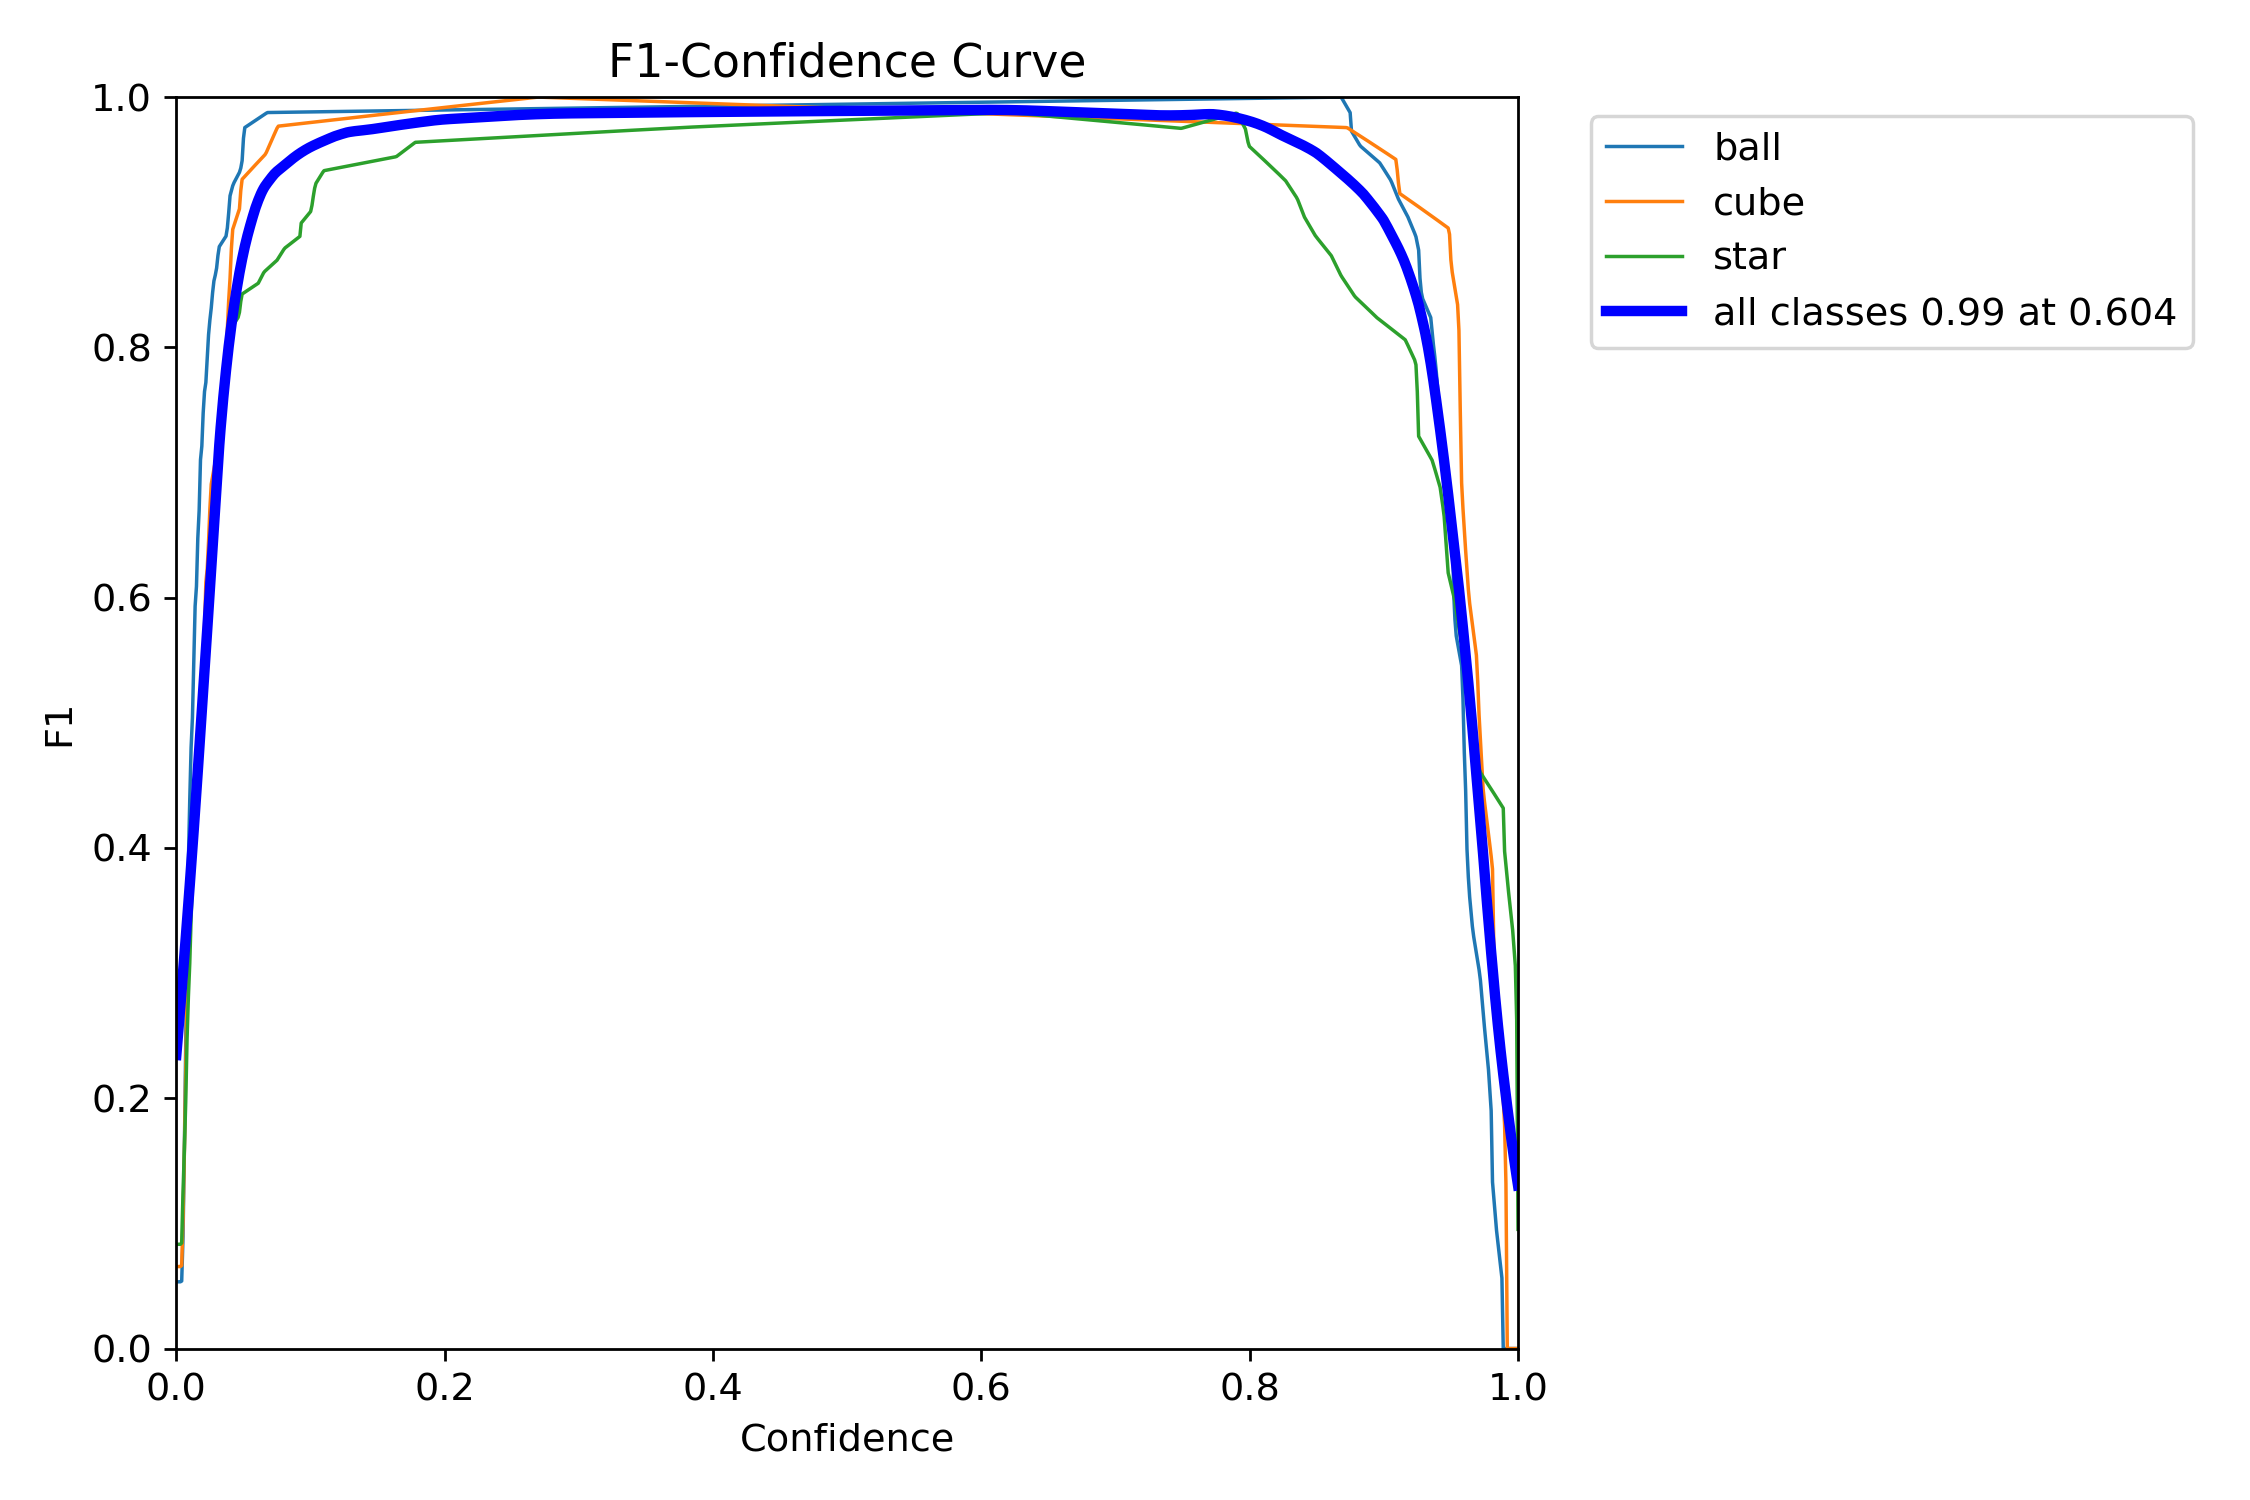 F1-Confidence Curve
1.0
0.8
0.6
0.4
0.2
0.0
F1
0.0 0.2 0.4 0.6 0.8 1.0
Confidence
ball
cube
star
all classes 0.99 at 0.604